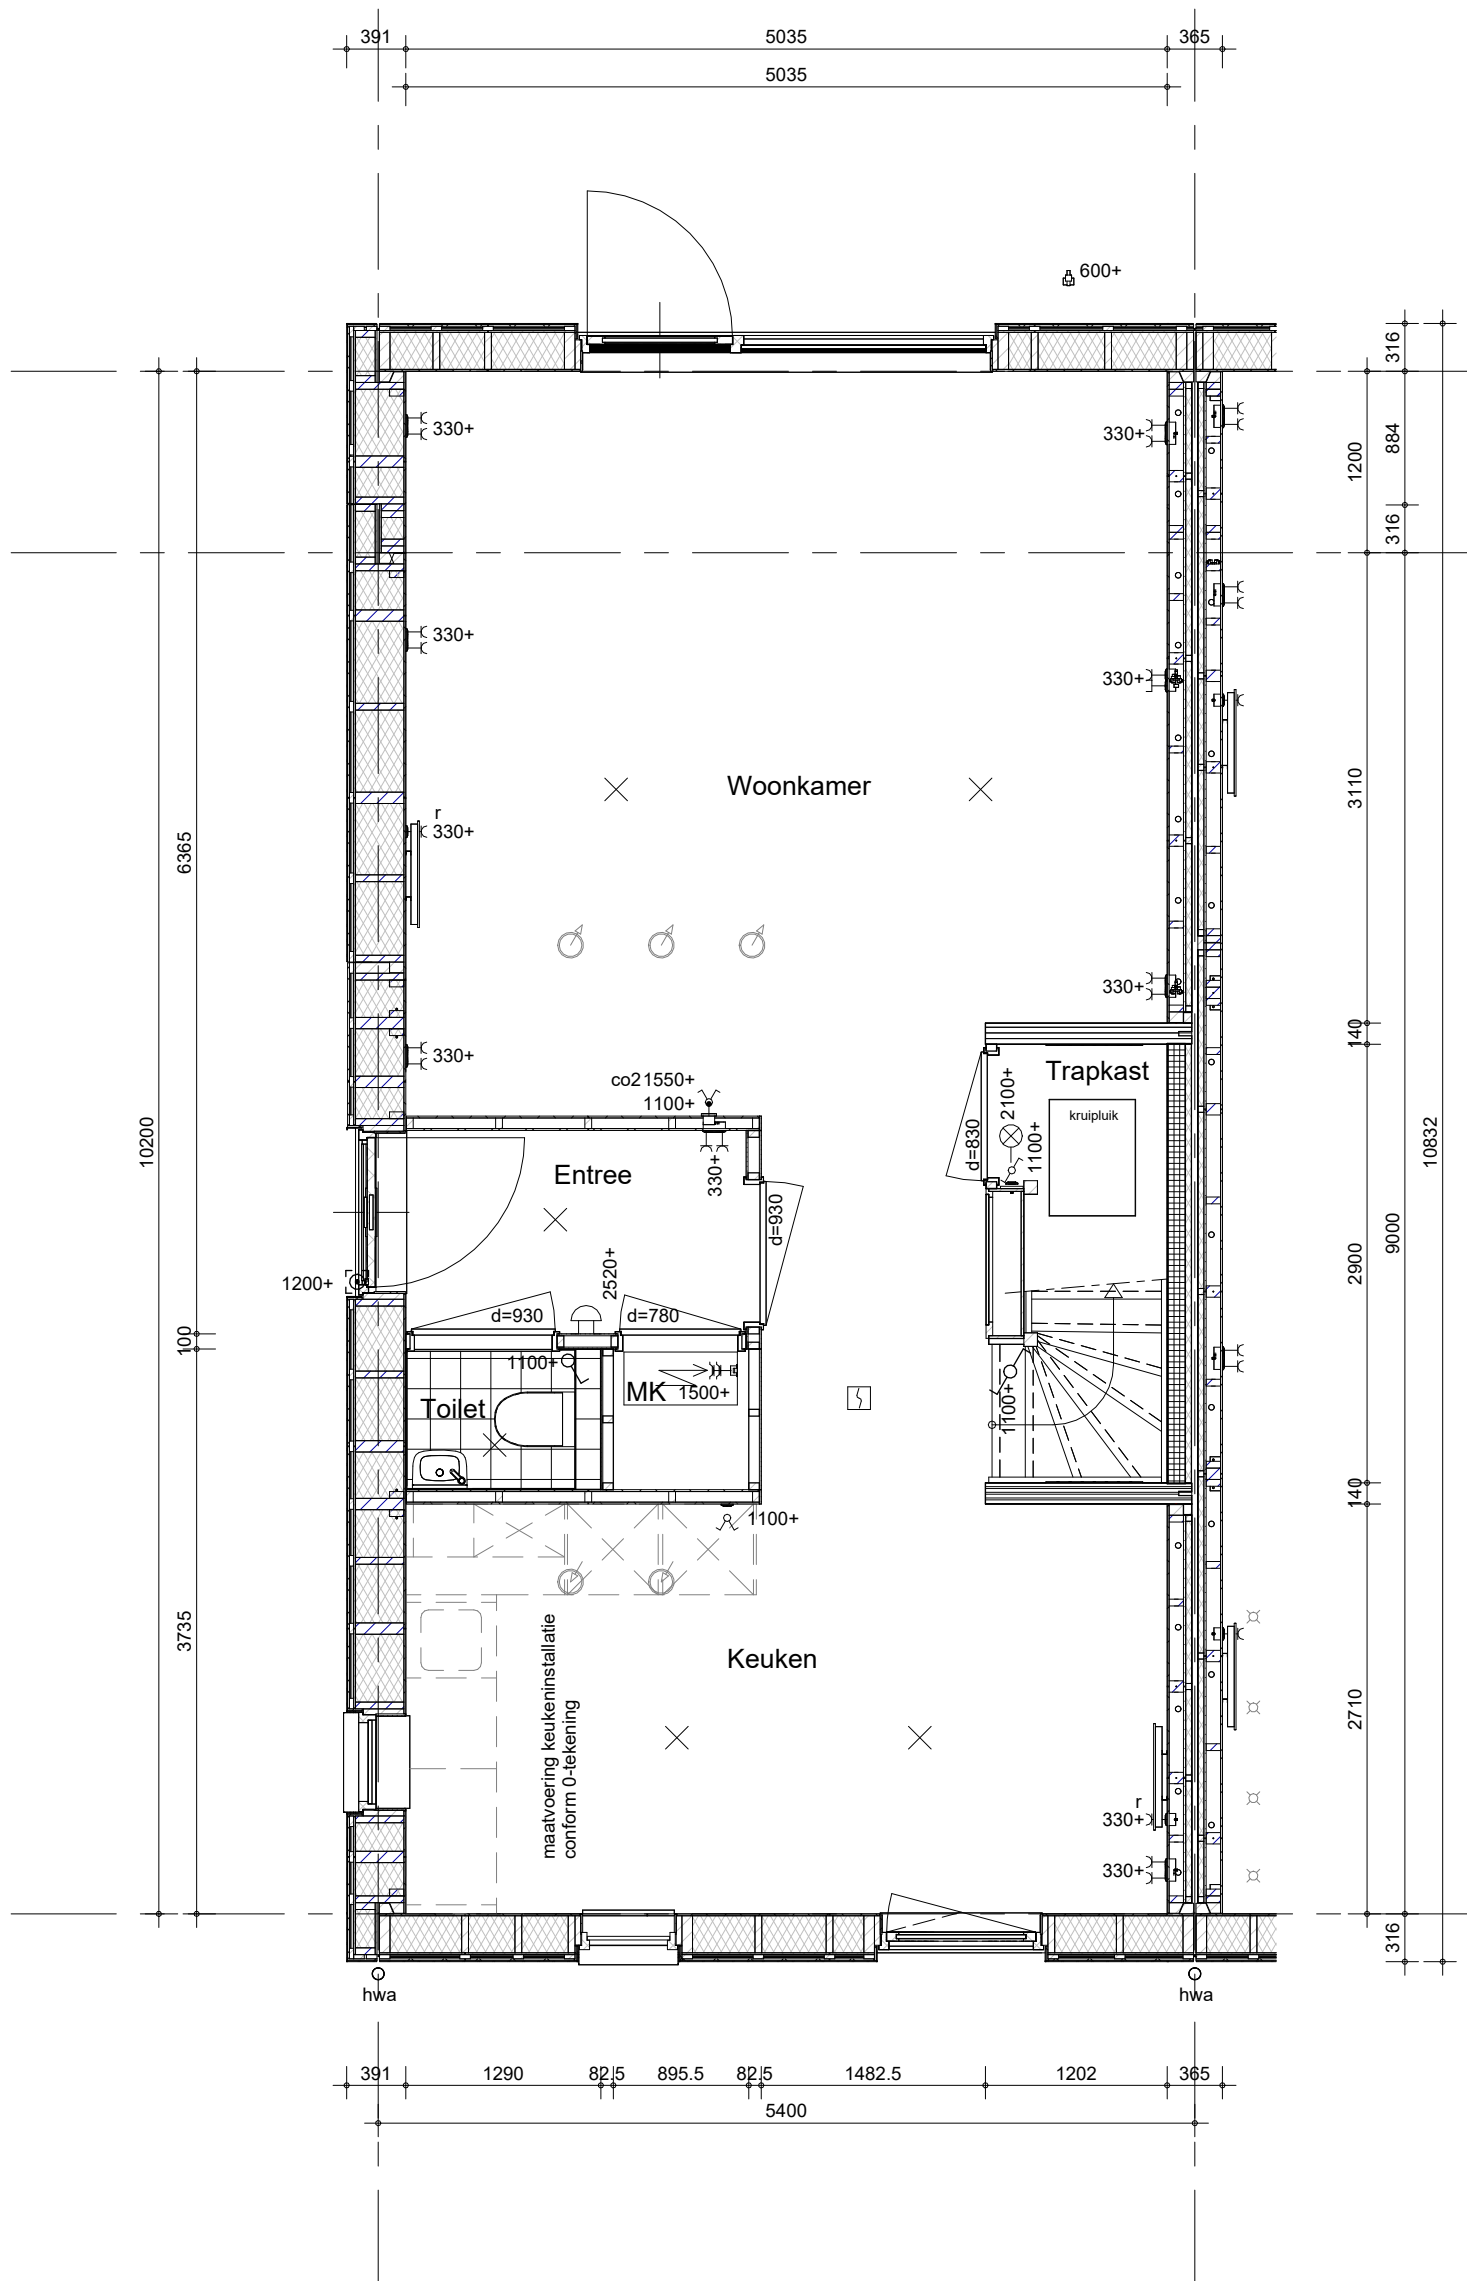 391
5035
365
5035
600+
316
330+
330+
884
1200
316
330+
330+
Woonkamer
3110
r
330+
6365
330+
330+
140
co2 1550+
1100+
Trapkast
2100+
kruipluik
d=830
1100+
10200
10832
Entree
330+
d=930
9000
2900
1200+
2520+
d=930
d=780
100
1100+
MK
1500+
Toilet
1100+
140
1100+
maatvoering keukeninstallatie
conform 0-tekening
3735
Keuken
2710
r
330+
330+
316
hwa
hwa
391
1290
82.5
895.5
82.5
1482.5
1202
365
5400